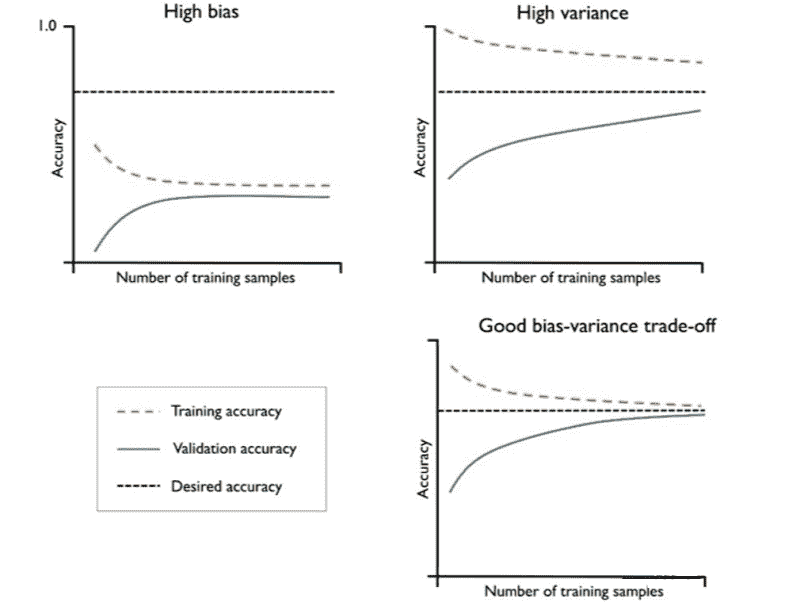 High bias
High variance
1.0
Accuracy
Accuracy
Number of training samples
Number of training samples
Good bias-variance trade-off
Training accuracy
Validation accuracy
Desired accuracy
Accuracy
Number of training samples